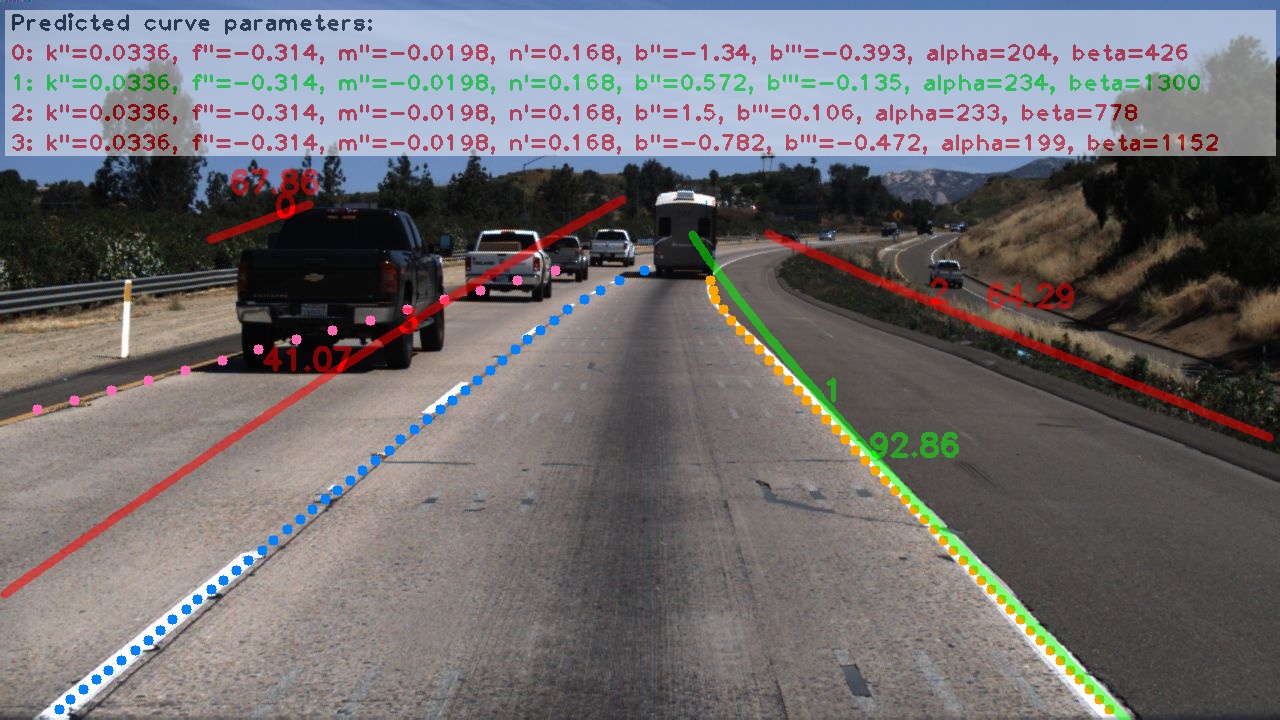 Predicted curve parameters:
0: k''=0.0336, f''=-0.314, m''=-0.0198, n'=0.168, b''=-1.34, b'''=-0.393, alpha=204, beta=426
1: k''=0.0336, f''=-0.314, m''=-0.0198, n'=0.168, b''=0.572, b'''=-0.135, alpha=234, beta=1300
2: k''=0.0336, f''=-0.314, m''=-0.0198, n'=0.168, b''=1.5, b'''=0.106, alpha=233, beta=778
3: k''=0.0336, f''=-0.314, m''=-0.0198, n'=0.168, b''=-0.782, b'''=-0.472, alpha=199, beta=1152
67.86
0
2
64.29
41.07
1
92.86